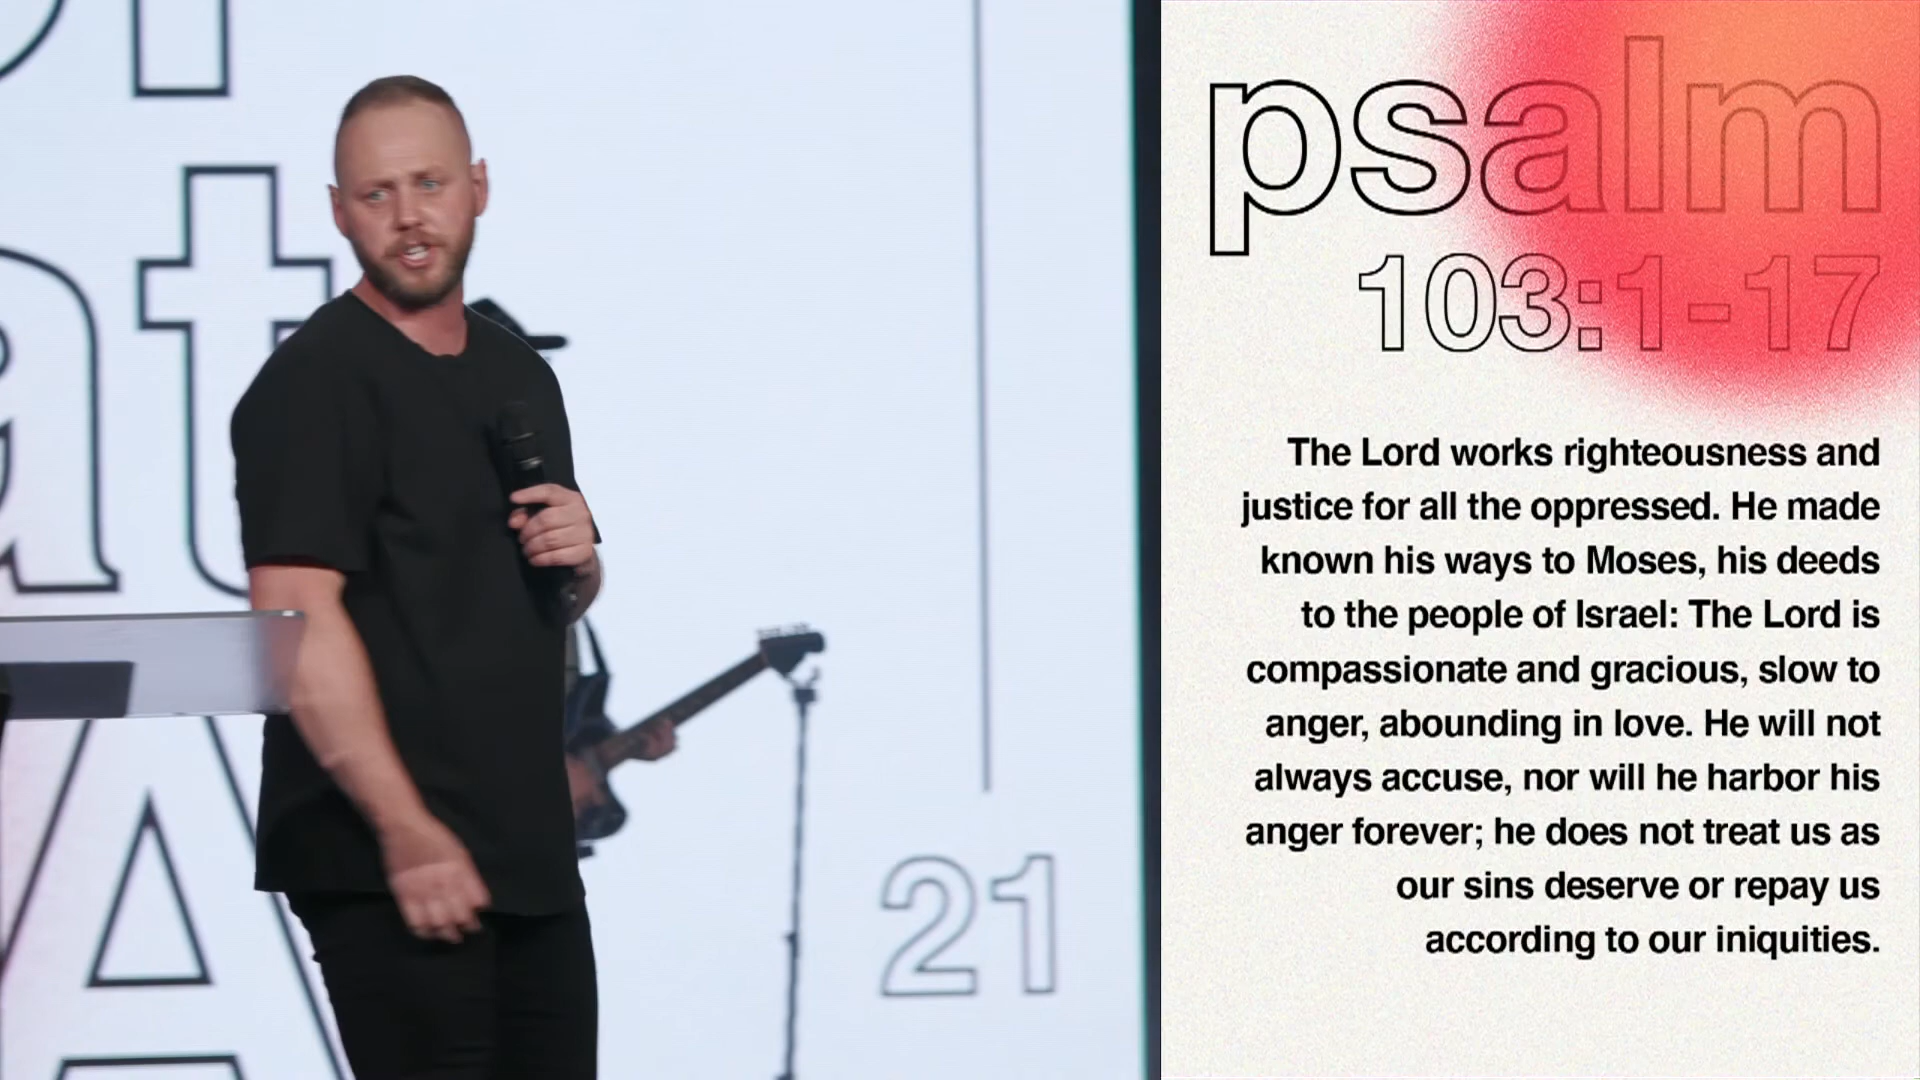 at
A
21
psalm
103:1-17
The Lord works righteousness and
justice for all the oppressed. He made
known his ways to Moses, his deeds
to the people of Israel: The Lord is
compassionate and gracious, slow to
anger, abounding in love. He will not
always accuse, nor will he harbor his
anger forever; he does not treat us as
our sins deserve or repay us
according to our iniquities.